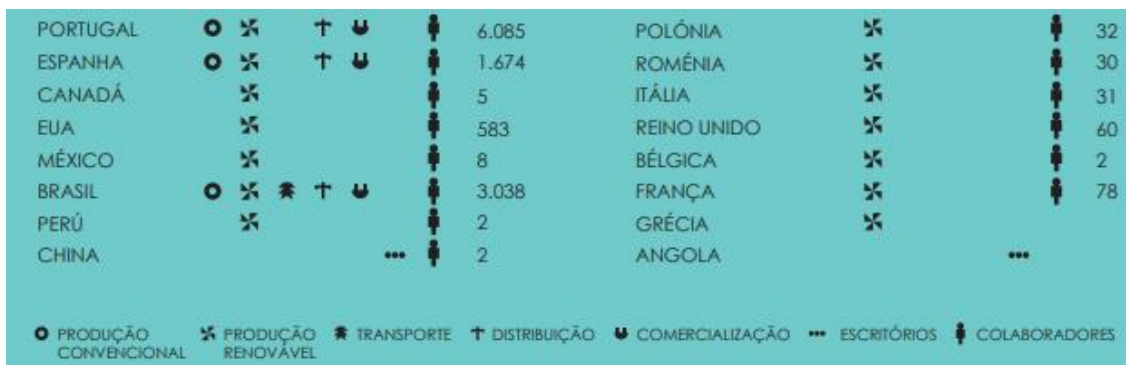 PORTUGAL 6.085 POLÓNIA 32
ESPANHA 1.674 ROMÉNIA 30
CANADÁ 5 ITÁLIA 31
EUA 583 REINO UNIDO 60
MÉXICO 8 BÉLGICA 2
BRASIL 3.038 FRANÇA 78
PERÚ 2 GRÉCIA
CHINA 2 ANGOLA
PRODUÇÃO PRODUÇÃO TRANSPORTE DISTRIBUIÇÃO COMERCIALIZAÇÃO ESCRITÓRIOS COLABORADORES
CONVENCIONAL RENOVÁVEL